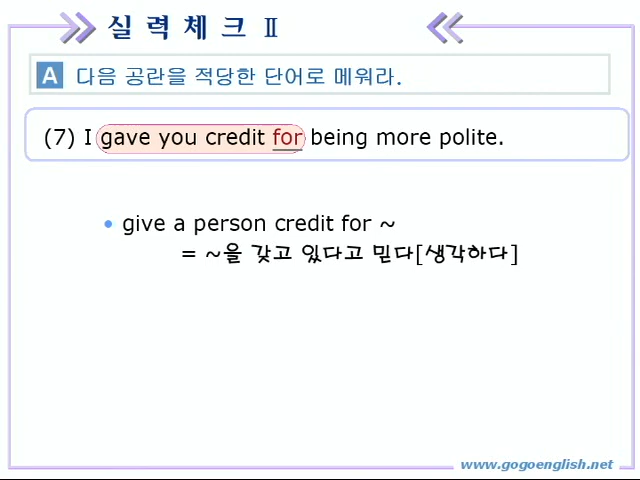 실 력 체 크 Ⅱ
A 다음 공란을 적당한 단어로 메워라.
(7) I gave you credit for being more polite.
• give a person credit for ~
= ~을 갖고 있다고 믿다[생각하다]
www.gogoenglish.net